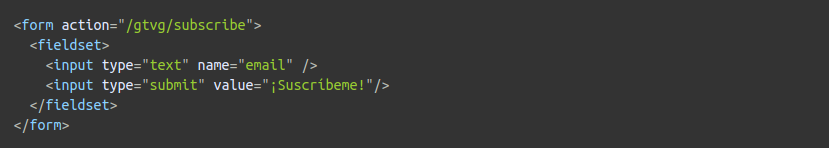 <form action="/gtvg/subscribe">
  <fieldset>
    <input type="text" name="email" />
    <input type="submit" value="¡Suscribeme!"/>
  </fieldset>
</form>